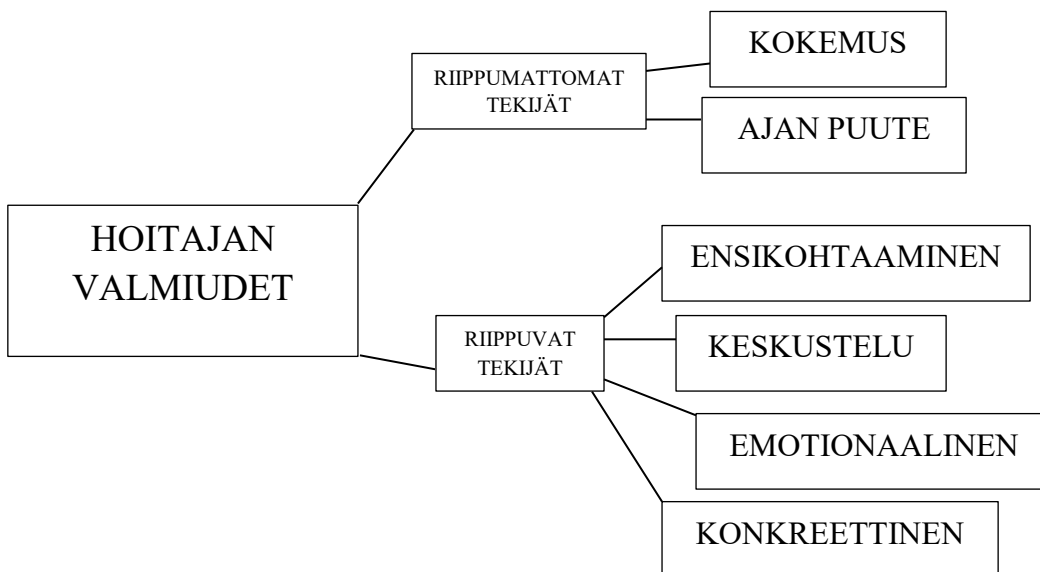 KOKEMUS
RIIPPUMATTOMAT
TEKIJÄT
AJAN PUUTE
HOITAJAN
VALMIUDET
ENSIKOHTAAMINEN
RIIPPUVAT
TEKIJÄT
KESKUSTELU
EMOTIONAALINEN
KONKREETTINEN